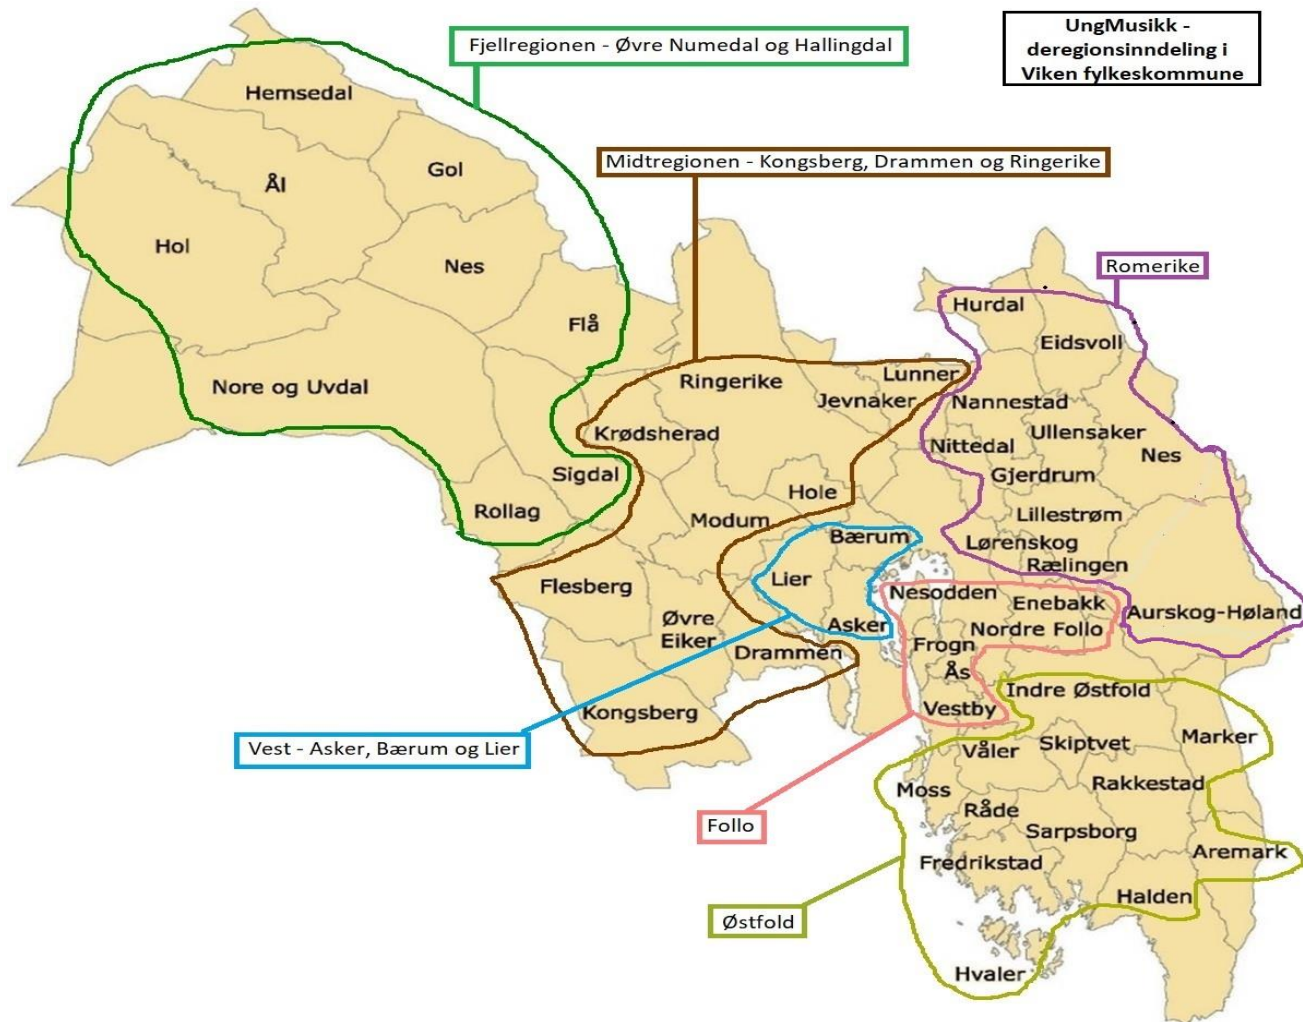 UngMusikk -
deregionsinndeling i
Viken fylkeskommune
Fjellregionen - Øvre Numedal og Hallingdal
Hemsedal
Gol
Ål
Hol
Nes
Flå
Nore og Uvdal
Sigdal
Rollag
Midtregionen - Kongsberg, Drammen og Ringerike
Lunner
Ringerike
Jevnaker
Krødsherad
Hole
Modum
Flesberg
Øvre
Eiker
Drammen
Kongsberg
Romerike
Hurdal
Eidsvoll
Nannestad
Ullensaker
Nittedal
Nes
Gjerdrum
Lillestrøm
Lørenskog
Rælingen
Aurskog-Høland
Bærum
Lier
Asker
Vest - Asker, Bærum og Lier
Nesodden
Enebakk
Nordre Follo
Frogn
Ås
Vestby
Follo
Indre Østfold
Marker
Skiptvet
Våler
Rakkestad
Moss
Råde
Sarpsborg
Aremark
Fredrikstad
Halden
Hvaler
Østfold